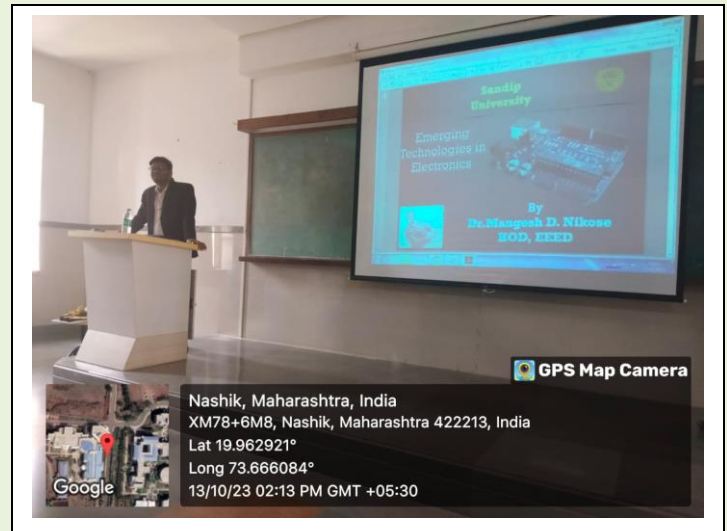 Sandip
University
Emerging
Technologies in
Electronics
By
Dr.Mangesh D. Nikose
HOD, EEED
GPS Map Camera
Nashik, Maharashtra, India
XM78+6M8, Nashik, Maharashtra 422213, India
Lat 19.962921°
Long 73.666084°
13/10/23 02:13 PM GMT +05:30
Google